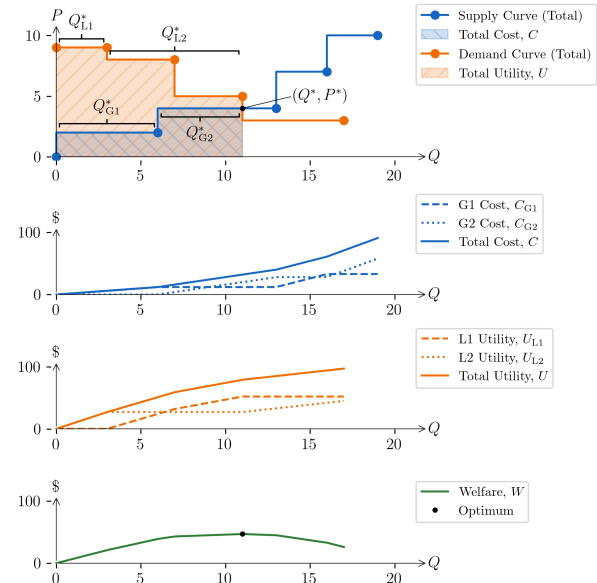 P
Q*L1
Q*L2
10
5
0
Q*G1
Q*G2
(Q*, P*)
0 5 10 15 20
Q
Supply Curve (Total)
Total Cost, C
Demand Curve (Total)
Total Utility, U
$
100
0
0 5 10 15 20
Q
G1 Cost, CG1
G2 Cost, CG2
Total Cost, C
$
100
0
0 5 10 15 20
Q
L1 Utility, UL1
L2 Utility, UL2
Total Utility, U
$
100
0
0 5 10 15 20
Q
Welfare, W
Optimum